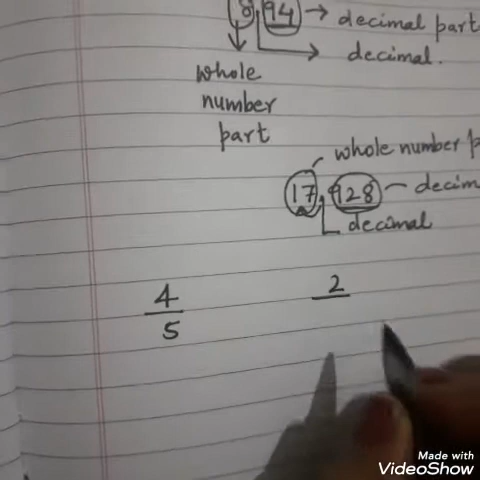 8.94 → decimal part
decimal.
whole
number
part
whole number p
17.928 - decim
decimal
4
5
2
Made with
VideoShow